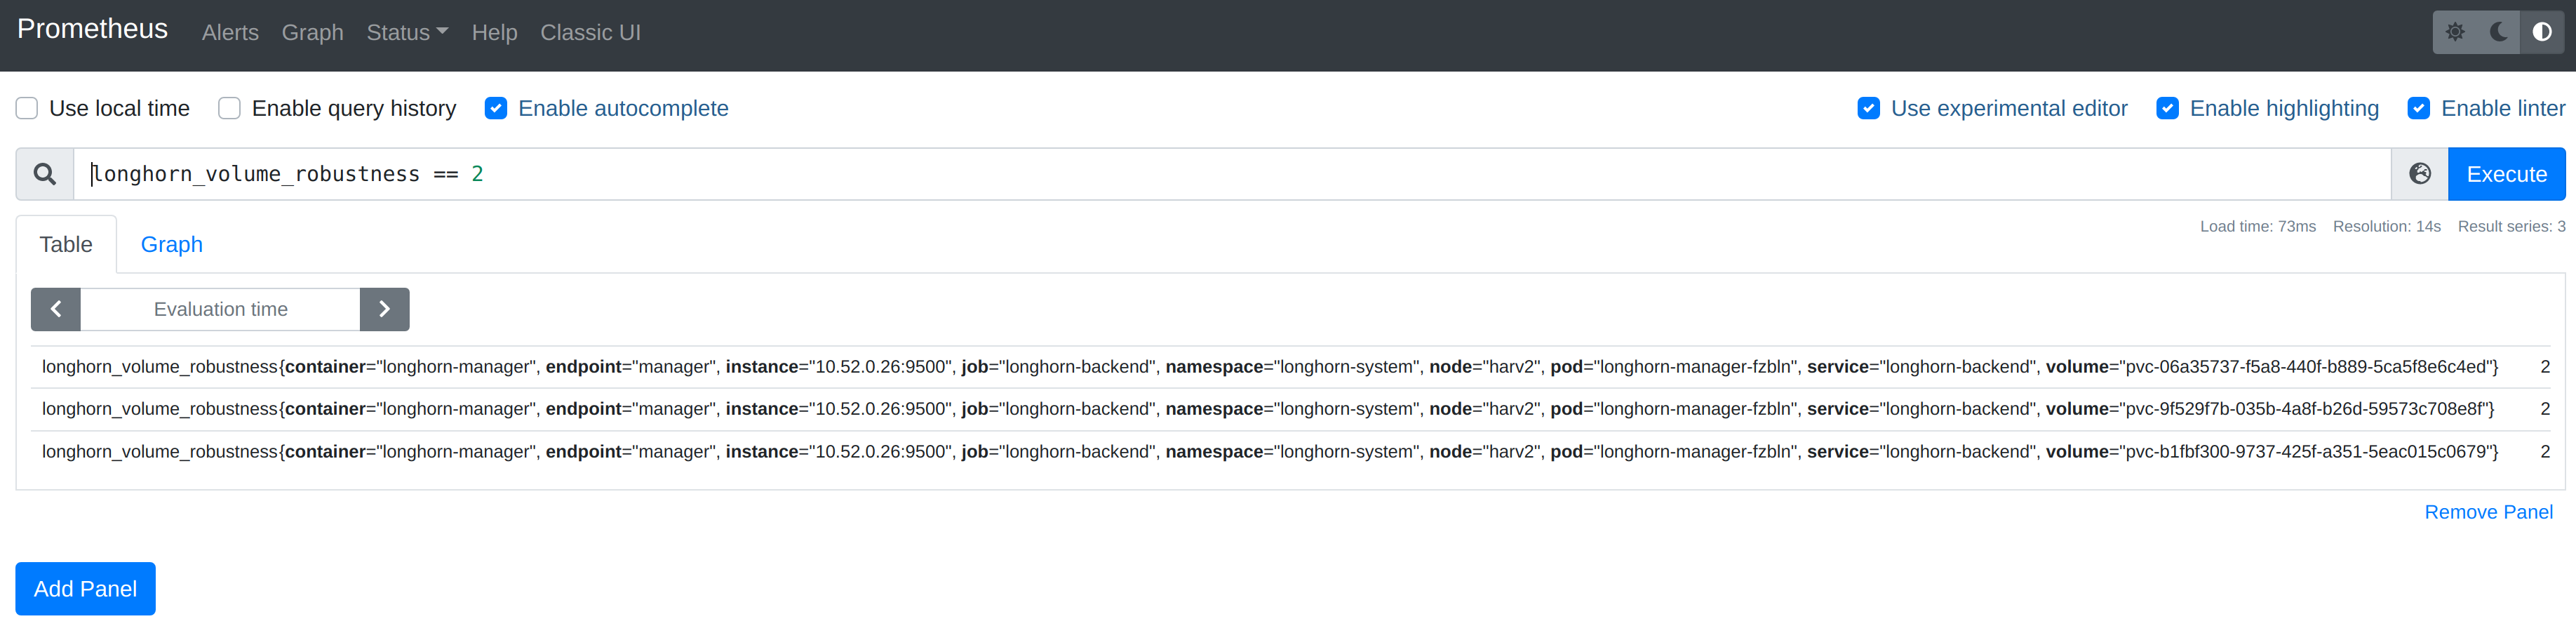 Prometheus Alerts Graph Status Help Classic UI
Use local time Enable query history Enable autocomplete Use experimental editor Enable highlighting Enable linter
longhorn_volume_robustness == 2 Execute
Table Graph Load time: 73ms Resolution: 14s Result series: 3
Evaluation time
longhorn_volume_robustness{container="longhorn-manager", endpoint="manager", instance="10.52.0.26:9500", job="longhorn-backend", namespace="longhorn-system", node="harv2", pod="longhorn-manager-fzbln", service="longhorn-backend", volume="pvc-06a35737-f5a8-440f-b889-5ca5f8e6c4ed"} 2
longhorn_volume_robustness{container="longhorn-manager", endpoint="manager", instance="10.52.0.26:9500", job="longhorn-backend", namespace="longhorn-system", node="harv2", pod="longhorn-manager-fzbln", service="longhorn-backend", volume="pvc-9f529f7b-035b-4a8f-b26d-59573c708e8f"} 2
longhorn_volume_robustness{container="longhorn-manager", endpoint="manager", instance="10.52.0.26:9500", job="longhorn-backend", namespace="longhorn-system", node="harv2", pod="longhorn-manager-fzbln", service="longhorn-backend", volume="pvc-b1fbf300-9737-425f-a351-5eac015c0679"} 2
Remove Panel
Add Panel